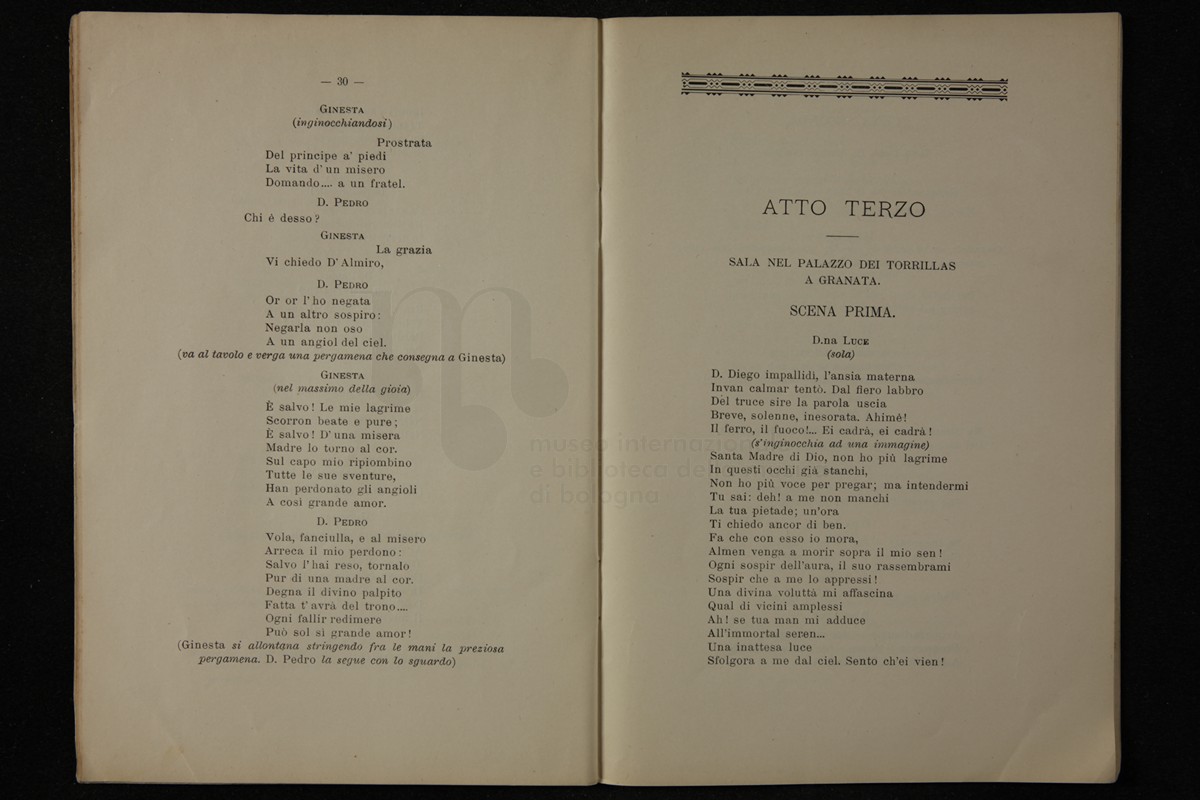 — 30 —
GINESTA
(inginocchiandosi)
Prostrata
Del principe a' piedi
La vita d' un misero
Domando.... a un fratel.
D. PEDRO
Chi é desso?
GINESTA
La grazia
Vi chiedo D' Almiro,
D. PEDRO
Or or l' ho negata
A un altro sospiro:
Negarla non oso
A un angiol del ciel.
(va al tavolo e verga una pergamena che consegna a Ginesta)
GINESTA
(nel massimo della gioia)
È salvo! Le mie lagrime
Scorron beate e pure;
È salvo! D' una misera
Madre lo torno al cor.
Sul capo mio ripiombino
Tutte le sue sventure,
Han perdonato gli angioli
A così grande amor.
D. PEDRO
Vola, fanciulla, e al misero
Arreca il mio perdono:
Salvo l' hai reso, tornalo
Pur di una madre al cor.
Degna il divino palpito
Fatta t' avrà del trono....
Ogni fallir redimere
Può sol sì grande amor!
(Ginesta si allontana stringendo fra le mani la preziosa
pergamena. D. Pedro la segue con lo sguardo)
ATTO TERZO
SALA NEL PALAZZO DEI TORRILLAS
A GRANATA.
SCENA PRIMA.
D.na LUCE
(sola)
D. Diego impallidì, l'ansia materna
Invan calmar tentò. Dal fiero labbro
Del truce sire la parola uscia
Breve, solenne, inesorata. Ahimé!
Il ferro, il fuoco!... Ei cadrà, ei cadrà!
(s'inginocchia ad una immagine)
Santa Madre di Dio, non ho più lagrime
In questi occhi già stanchi,
Non ho più voce per pregar; ma intendermi
Tu sai: deh! a me non manchi
La tua pietade; un'ora
Ti chiedo ancor di ben.
Fa che con esso io mora,
Almen venga a morir sopra il mio sen!
Ogni sospir dell'aura, il suo rassembrami
Sospir che a me lo appressi!
Una divina voluttà mi affascina
Qual di vicini amplessi
Ah! se tua man mi adduce
All'immortal seren...
Una inattesa luce
Sfolgora a me dal ciel. Sento ch'ei vien!
museo internazion
e biblioteca de
di bologna